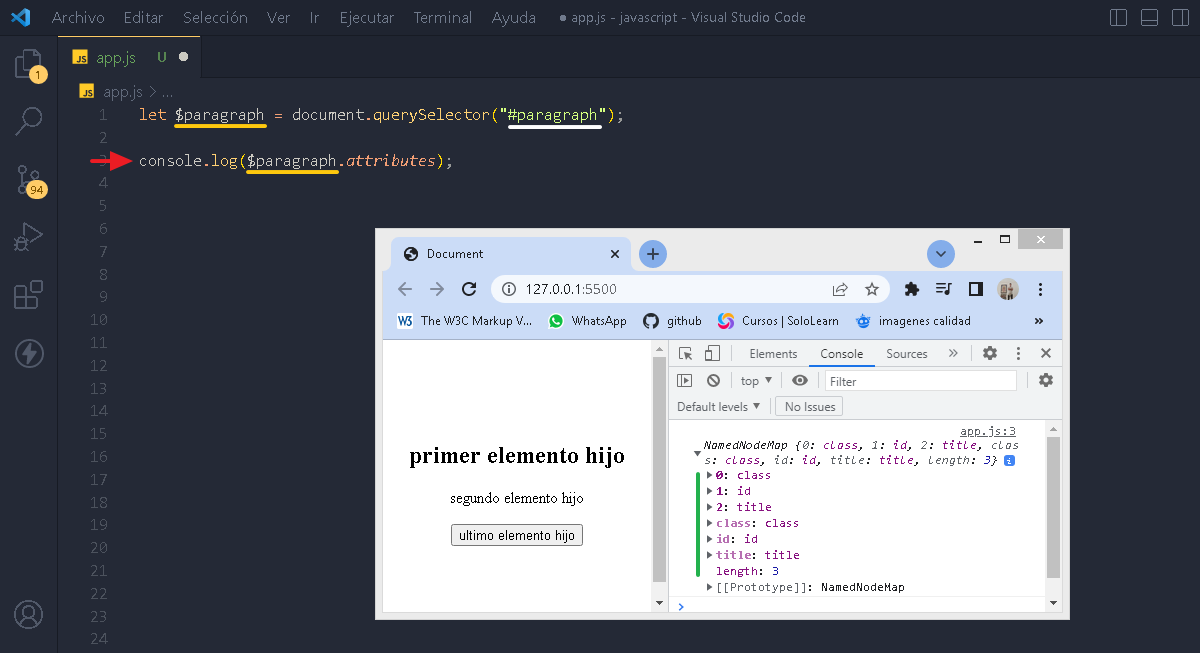 Archivo Editar Selección Ver Ir Ejecutar Terminal Ayuda ● app.js - javascript - Visual Studio Code
JS app.js U
1
JS app.js > ...
1 let $paragraph = document.querySelector("#paragraph");
2
3 console.log($paragraph.attributes);
4
94
5
6
7
8
9
10
11
12
13
14
15
16
17
18
19
20
21
22
23
24
Document
127.0.0.1:5500
W3 The W3C Markup V... WhatsApp github Cursos | SoloLearn imagenes calidad »
Elements Console Sources »
top ▼ Filter
Default levels ▼ No Issues
app.js:3
NamedNodeMap {0: class, 1: id, 2: title, clas
s: class, id: id, title: title, length: 3} i
0: class
1: id
2: title
class: class
id: id
title: title
length: 3
[[Prototype]]: NamedNodeMap
primer elemento hijo
segundo elemento hijo
ultimo elemento hijo